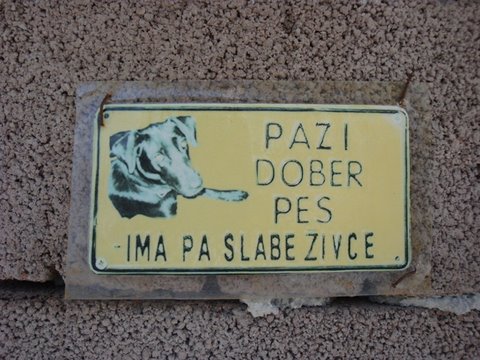 PAZI
DOBER
PES
IMA PA SLABE ZIVCE